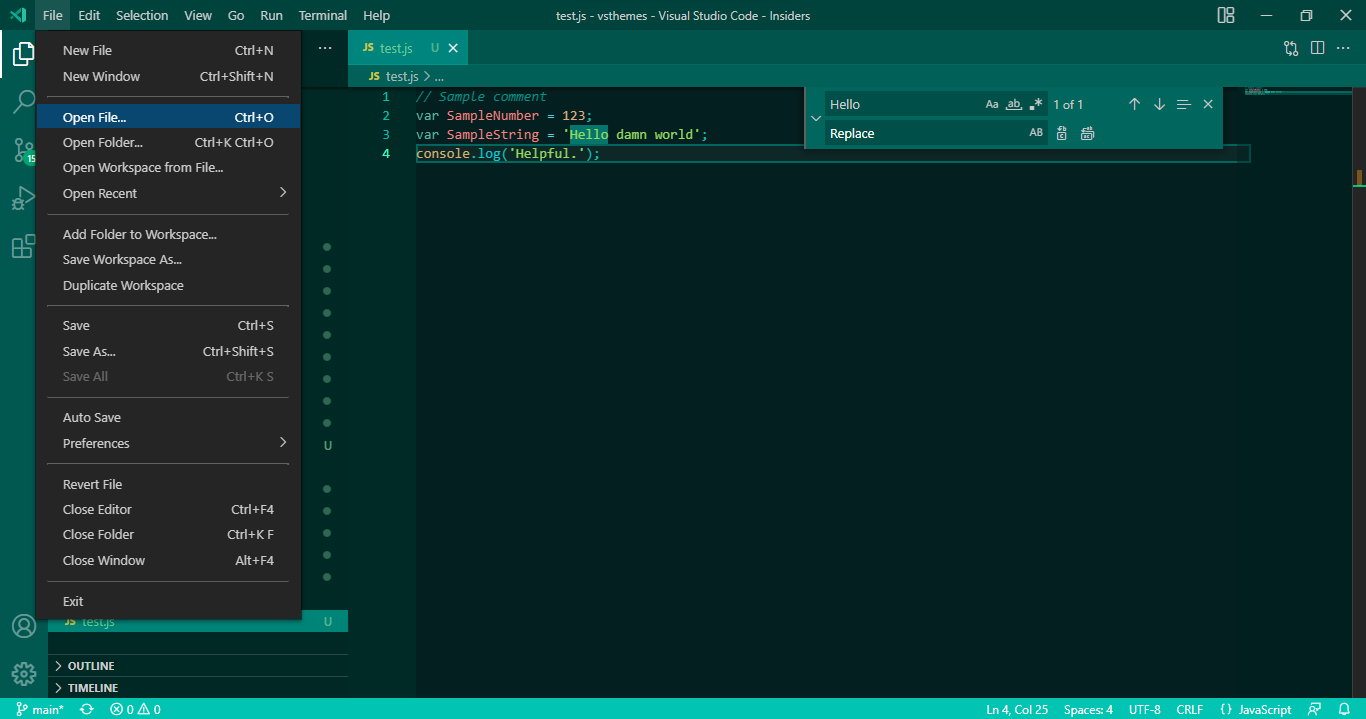 File Edit Selection View Go Run Terminal Help test.js - vsthemes - Visual Studio Code - Insiders
New File Ctrl+N
New Window Ctrl+Shift+N
Open File... Ctrl+O
Open Folder... Ctrl+K Ctrl+O
Open Workspace from File...
Open Recent
Add Folder to Workspace...
Save Workspace As...
Duplicate Workspace
Save Ctrl+S
Save As... Ctrl+Shift+S
Save All Ctrl+K S
Auto Save
Preferences
Revert File
Close Editor Ctrl+F4
Close Folder Ctrl+K F
Close Window Alt+F4
Exit
15
U
JS test.js U
OUTLINE
TIMELINE
JS test.js U
JS test.js > ...
1 // Sample comment
2 var SampleNumber = 123;
3 var SampleString = 'Hello damn world';
4 console.log('Helpful.');
Hello Aa ab .* 1 of 1
Replace AB
main* 0 0 Ln 4, Col 25 Spaces: 4 UTF-8 CRLF {} JavaScript